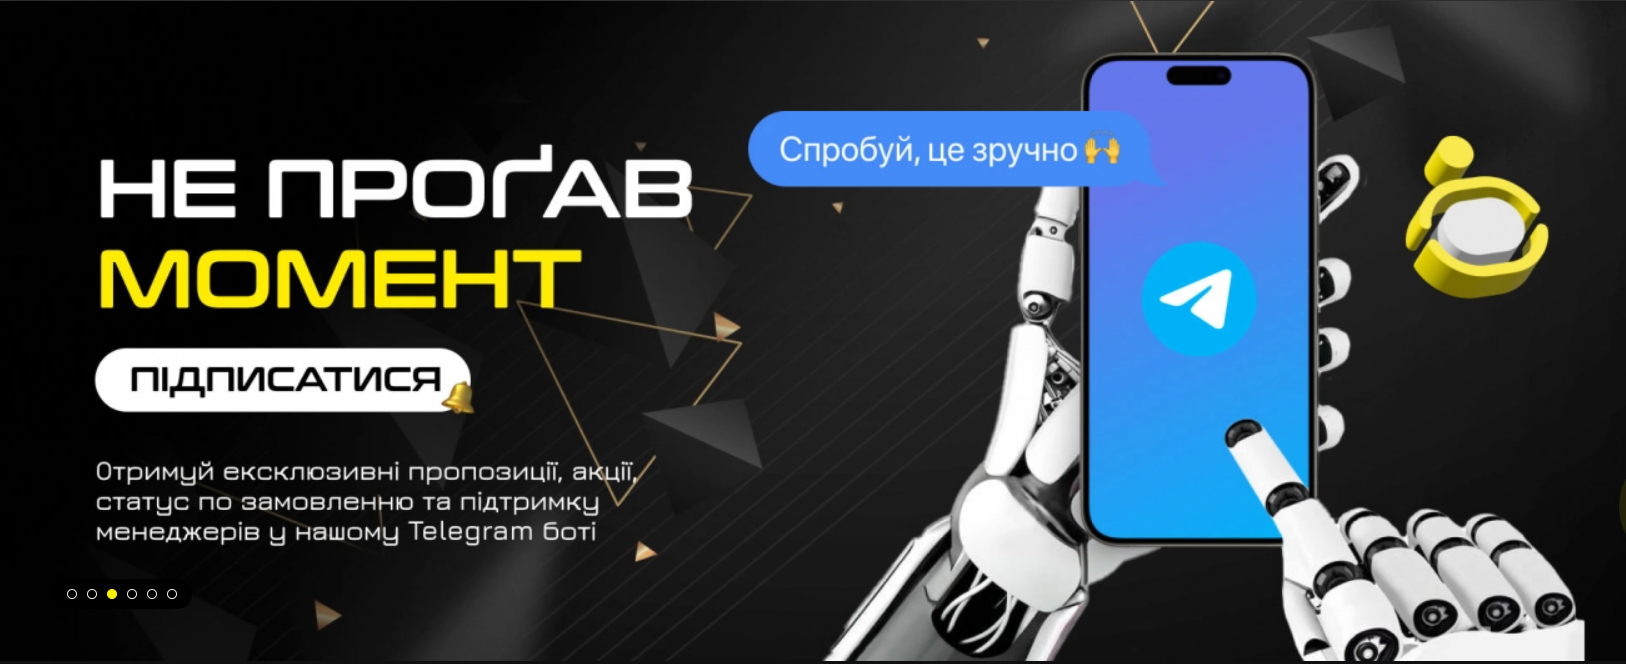 НЕ ПРОҐАВ
МОМЕНТ
ПІДПИСАТИСЯ
Отримуй ексклюзивні пропозиції, акції,
статус по замовленню та підтримку
менеджерів у нашому Telegram боті
Спробуй, це зручно 🙌